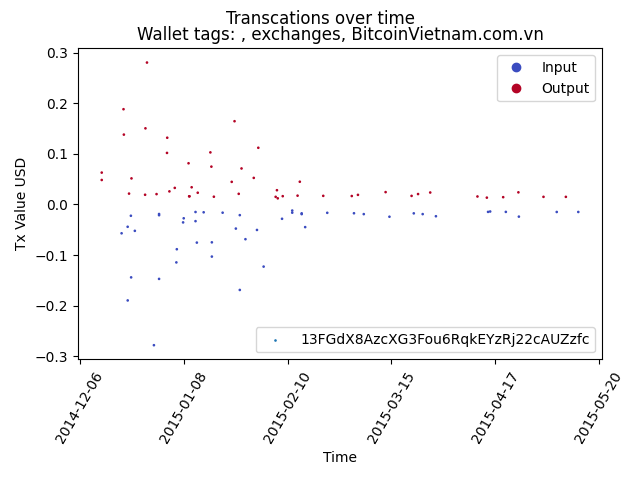 Transcations over time
Wallet tags: , exchanges, BitcoinVietnam.com.vn
0.3
0.2
0.1
0.0
−0.1
−0.2
−0.3
Tx Value USD
Input
Output
13FGdX8AzcXG3Fou6RqkEYzRj22cAUZzfc
2014-12-06
2015-01-08
2015-02-10
2015-03-15
2015-04-17
2015-05-20
Time